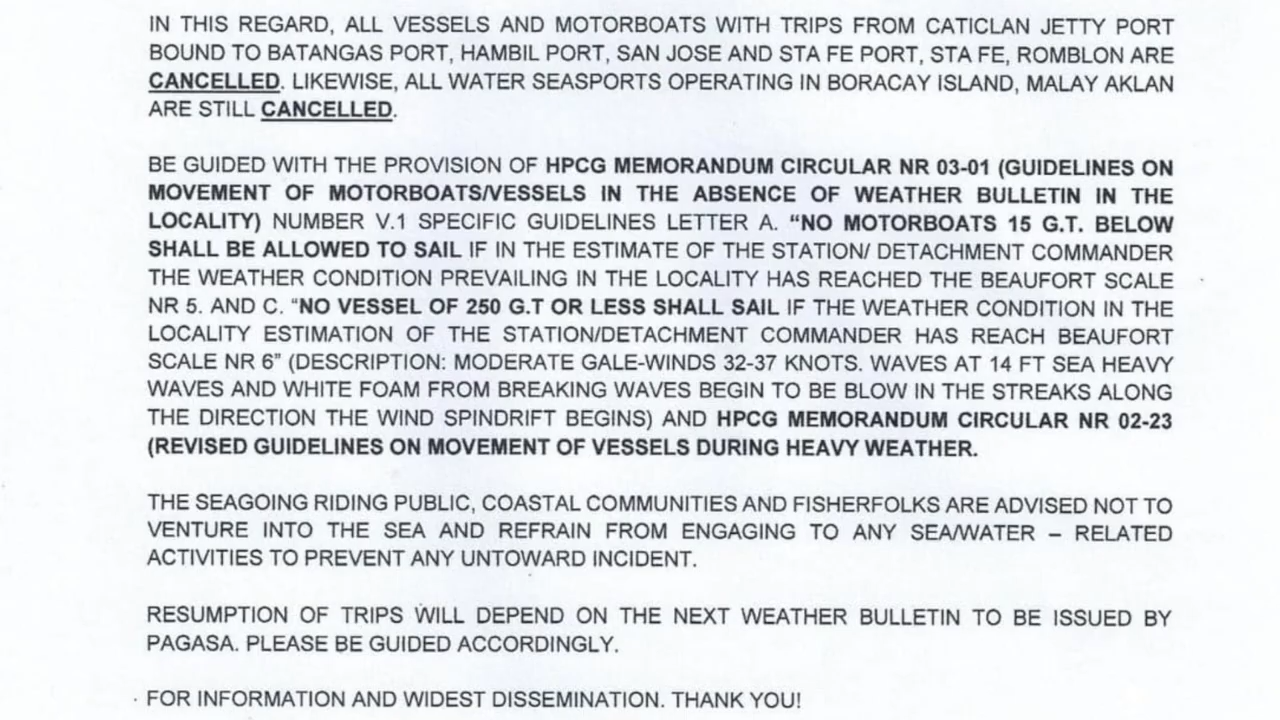 IN THIS REGARD, ALL VESSELS AND MOTORBOATS WITH TRIPS FROM CATICLAN JETTY PORT
BOUND TO BATANGAS PORT, HAMBIL PORT, SAN JOSE AND STA FE PORT, STA FE, ROMBLON ARE
CANCELLED. LIKEWISE, ALL WATER SEASPORTS OPERATING IN BORACAY ISLAND, MALAY AKLAN
ARE STILL CANCELLED.
BE GUIDED WITH THE PROVISION OF HPCG MEMORANDUM CIRCULAR NR 03-01 (GUIDELINES ON
MOVEMENT OF MOTORBOATS/VESSELS IN THE ABSENCE OF WEATHER BULLETIN IN THE
LOCALITY) NUMBER V.1 SPECIFIC GUIDELINES LETTER A. “NO MOTORBOATS 15 G.T. BELOW
SHALL BE ALLOWED TO SAIL IF IN THE ESTIMATE OF THE STATION/ DETACHMENT COMMANDER
THE WEATHER CONDITION PREVAILING IN THE LOCALITY HAS REACHED THE BEAUFORT SCALE
NR 5. AND C. “NO VESSEL OF 250 G.T OR LESS SHALL SAIL IF THE WEATHER CONDITION IN THE
LOCALITY ESTIMATION OF THE STATION/DETACHMENT COMMANDER HAS REACH BEAUFORT
SCALE NR 6” (DESCRIPTION: MODERATE GALE-WINDS 32-37 KNOTS. WAVES AT 14 FT SEA HEAVY
WAVES AND WHITE FOAM FROM BREAKING WAVES BEGIN TO BE BLOW IN THE STREAKS ALONG
THE DIRECTION THE WIND SPINDRIFT BEGINS) AND HPCG MEMORANDUM CIRCULAR NR 02-23
(REVISED GUIDELINES ON MOVEMENT OF VESSELS DURING HEAVY WEATHER.
THE SEAGOING RIDING PUBLIC, COASTAL COMMUNITIES AND FISHERFOLKS ARE ADVISED NOT TO
VENTURE INTO THE SEA AND REFRAIN FROM ENGAGING TO ANY SEA/WATER – RELATED
ACTIVITIES TO PREVENT ANY UNTOWARD INCIDENT.
RESUMPTION OF TRIPS WILL DEPEND ON THE NEXT WEATHER BULLETIN TO BE ISSUED BY
PAGASA. PLEASE BE GUIDED ACCORDINGLY.
FOR INFORMATION AND WIDEST DISSEMINATION. THANK YOU!